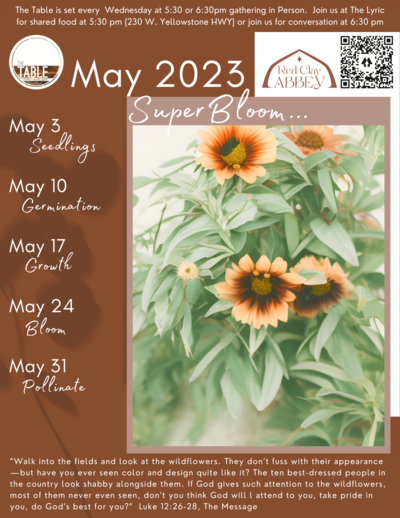 The Table is set every Wednesday at 5:30 or 6:30pm gathering in Person. Join us at The Lyric
for shared food at 5:30 pm (230 W. Yellowstone HWY) or join us for conversation at 6:30 pm
THE
TABLE
May 2023
Red Clay
ABBEY
Super Bloom...
May 3
Seedlings
May 10
Germination
May 17
Growth
May 24
Bloom
May 31
Pollinate
"Walk into the fields and look at the wildflowers. They don't fuss with their appearance
—but have you ever seen color and design quite like it? The ten best-dressed people in
the country look shabby alongside them. If God gives such attention to the wildflowers,
most of them never even seen, don't you think God will l attend to you, take pride in
you, do God's best for you?" Luke 12:26-28, The Message